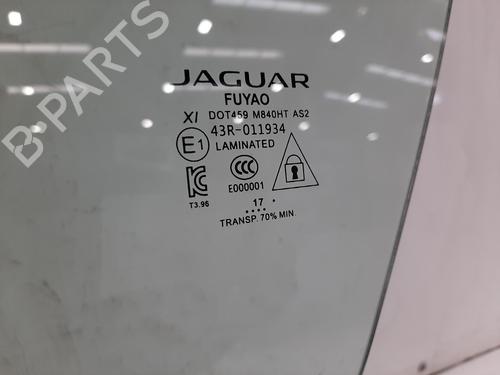 B-PARTS
JAGUAR
FUYAO
XI DOT459 M840HT AS2
43R-011934
E1 LAMINATED
CCC
E000001
T3.96
17
TRANSP. 70% MIN.